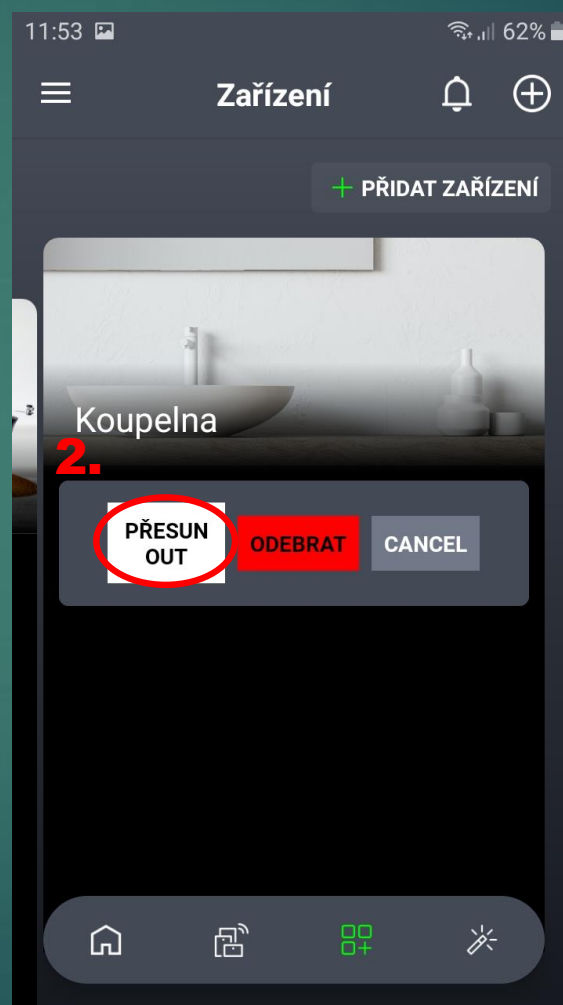 11:53 62%
Zařízení
+ PŘIDAT ZAŘÍZENÍ
Koupelna
2.
PŘESUN
OUT
ODEBRAT
CANCEL